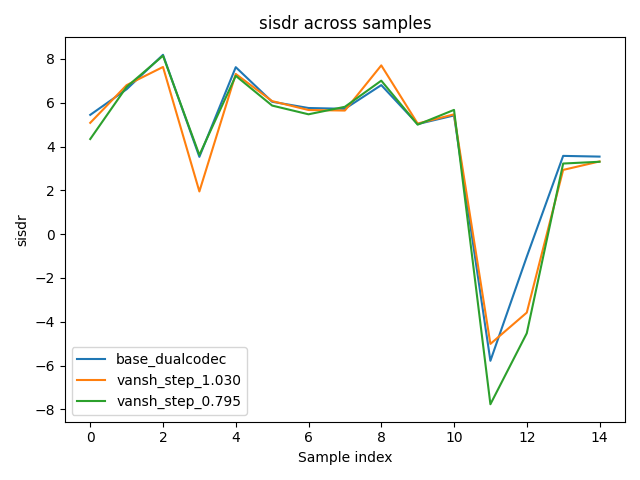 sisdr across samples
sisdr
8
6
4
2
0
−2
−4
−6
−8
base_dualcodec
vansh_step_1.030
vansh_step_0.795
0 2 4 6 8 10 12 14
Sample index